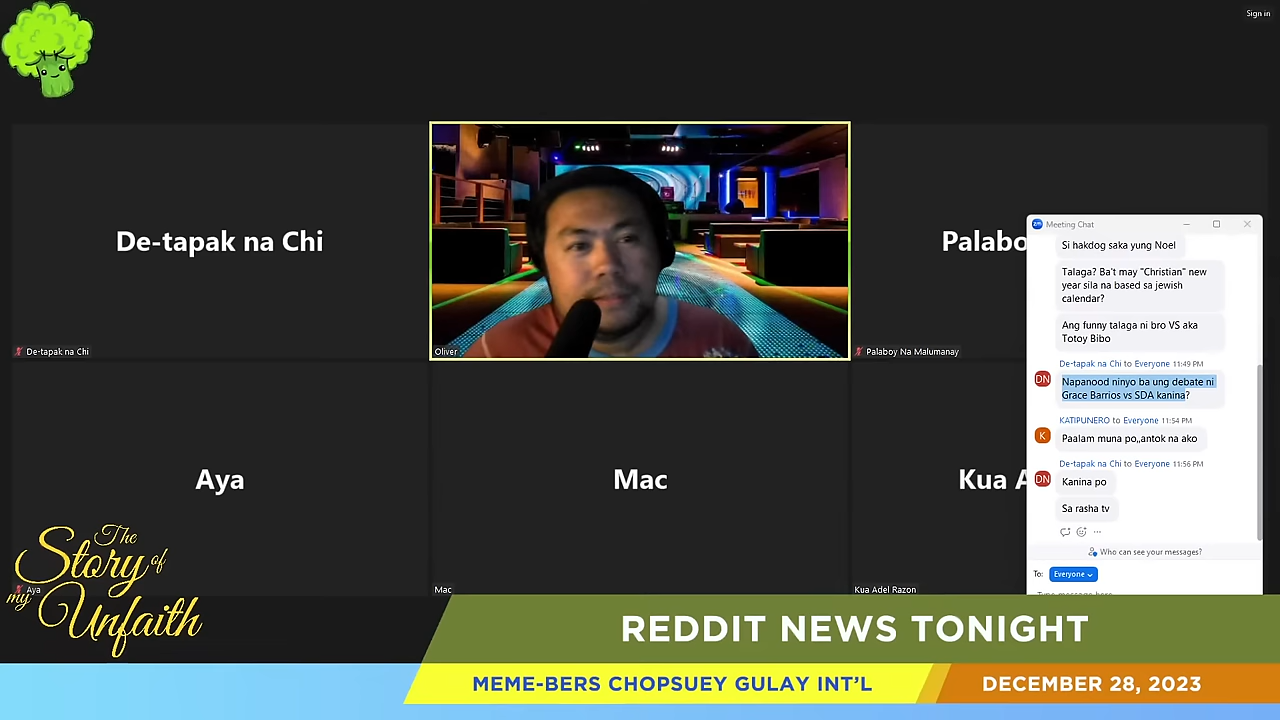 Sign in
De-tapak na Chi
Palabo
De-tapak na Chi
Oliver
Palaboy Na Malumanay
Aya
Mac
Kua A
Aya
Mac
Kua Adel Razon
zm Meeting Chat
Si hakdog saka yung Noel
Talaga? Ba't may "Christian" new
year sila na based sa jewish
calendar?
Ang funny talaga ni bro VS aka
Totoy Bibo
De-tapak na Chi to Everyone 11:49 PM
DN
Napanood ninyo ba ung debate ni
Grace Barrios vs SDA kanina?
KATIPUNERO to Everyone 11:54 PM
K
Paalam muna po,,antok na ako
De-tapak na Chi to Everyone 11:56 PM
DN
Kanina po
Sa rasha tv
Who can see your messages?
To: Everyone
Type message here
The
Story of
my Unfaith
REDDIT NEWS TONIGHT
MEME-BERS CHOPSUEY GULAY INT'L
DECEMBER 28, 2023